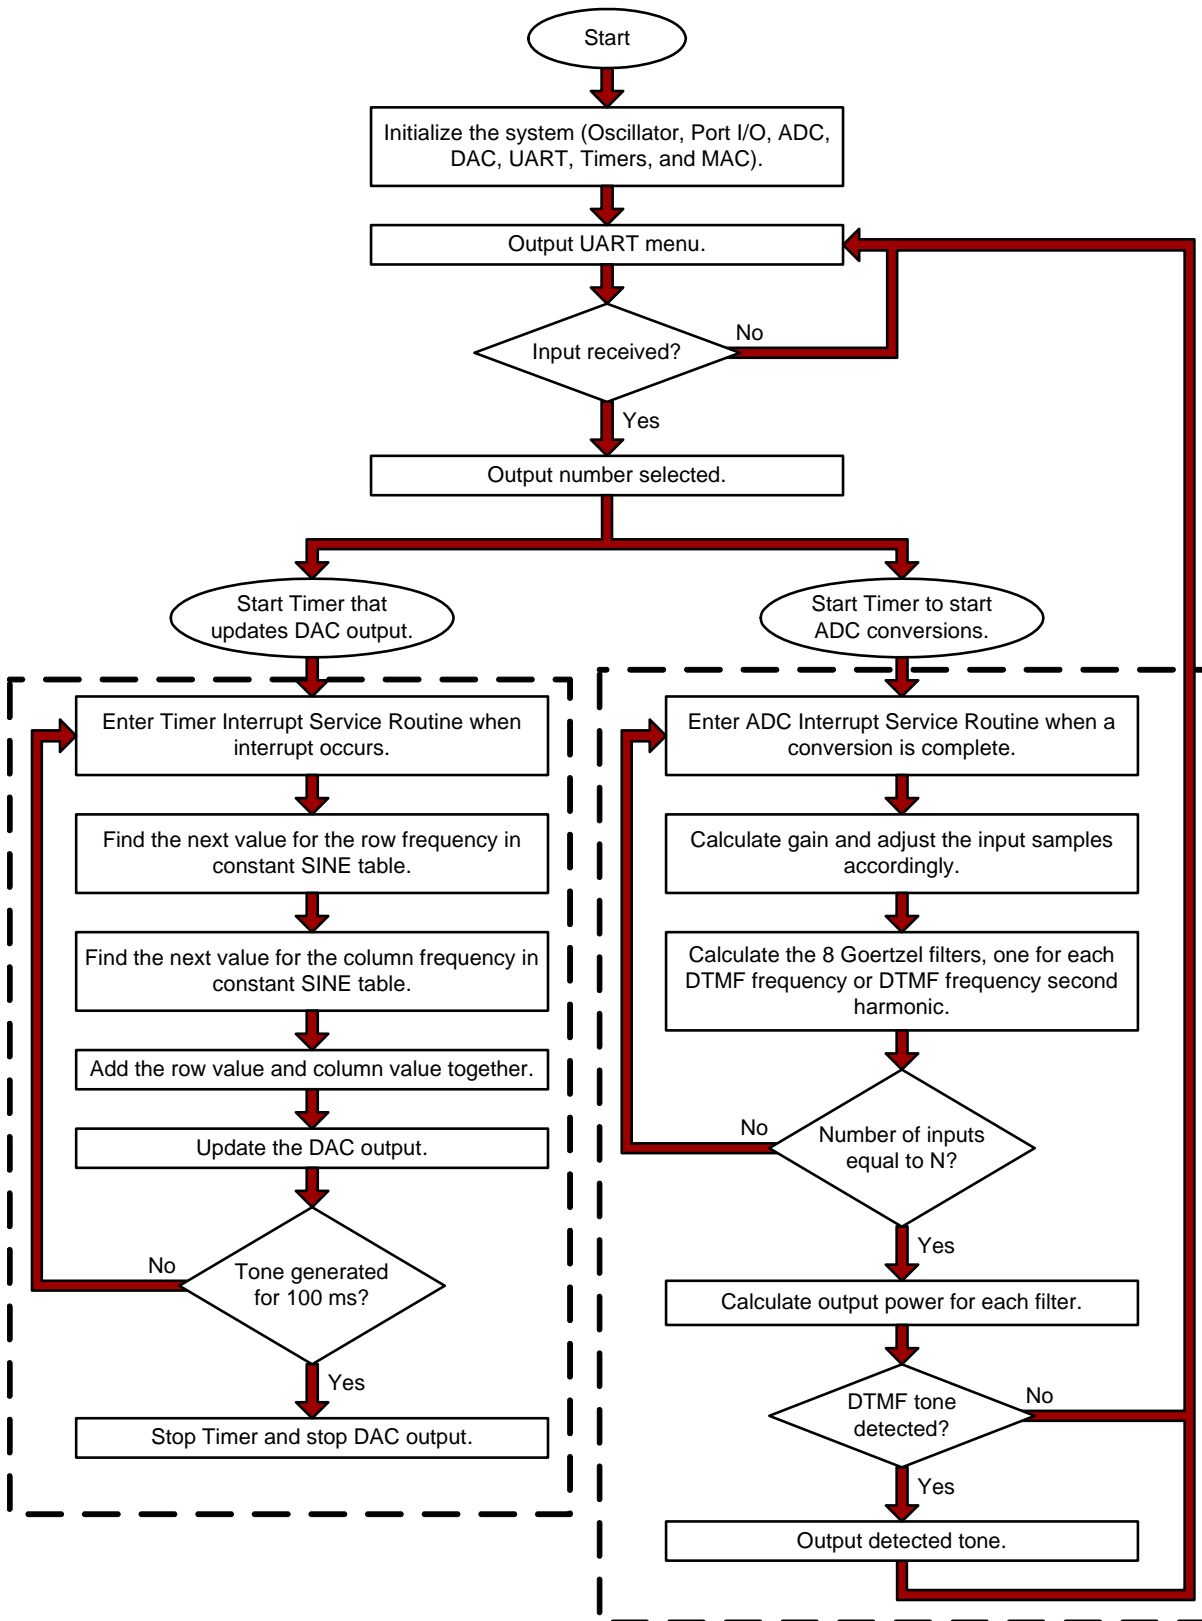 Start
Initialize the system (Oscillator, Port I/O, ADC,
DAC, UART, Timers, and MAC).
Output UART menu.
Input received?
No
Yes
Output number selected.
Start Timer that
updates DAC output.
Enter Timer Interrupt Service Routine when
interrupt occurs.
Find the next value for the row frequency in
constant SINE table.
Find the next value for the column frequency in
constant SINE table.
Add the row value and column value together.
Update the DAC output.
Tone generated
for 100 ms?
No
Yes
Stop Timer and stop DAC output.
Start Timer to start
ADC conversions.
Enter ADC Interrupt Service Routine when a
conversion is complete.
Calculate gain and adjust the input samples
accordingly.
Calculate the 8 Goertzel filters, one for each
DTMF frequency or DTMF frequency second
harmonic.
Number of inputs
equal to N?
No
Yes
Calculate output power for each filter.
DTMF tone
detected?
No
Yes
Output detected tone.